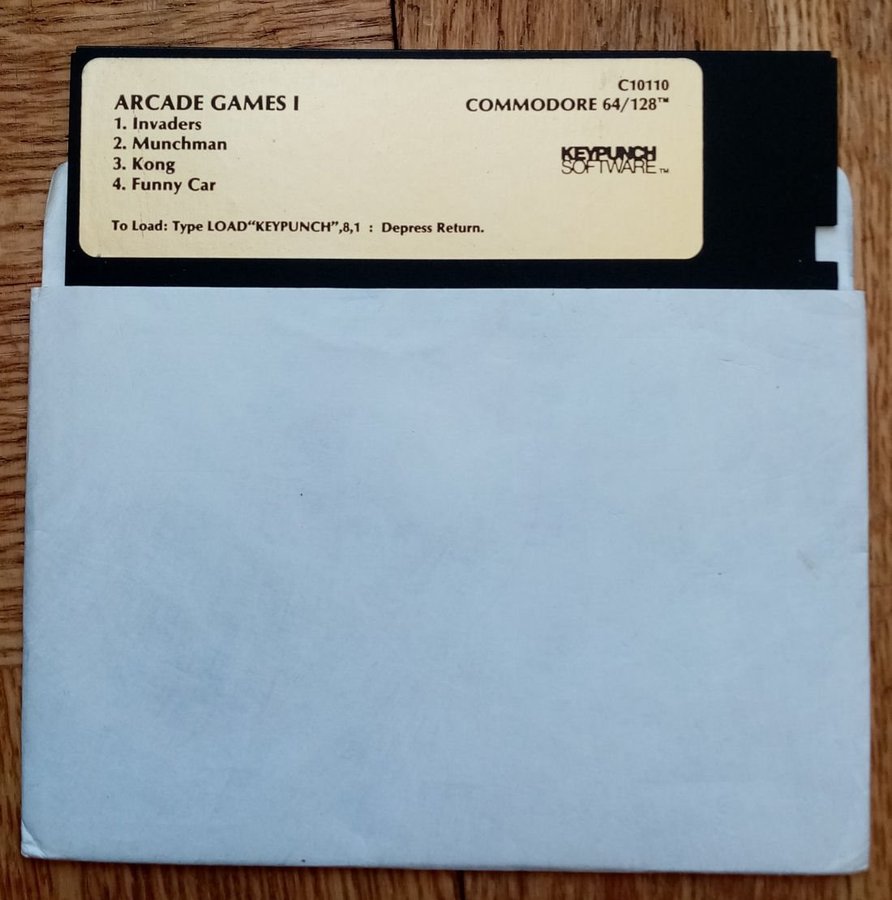 C10110
ARCADE GAMES I
COMMODORE 64/128™
1. Invaders
2. Munchman
3. Kong
4. Funny Car
KEYPUNCH
SOFTWARE™
To Load: Type LOAD“KEYPUNCH”,8,1 : Depress Return.